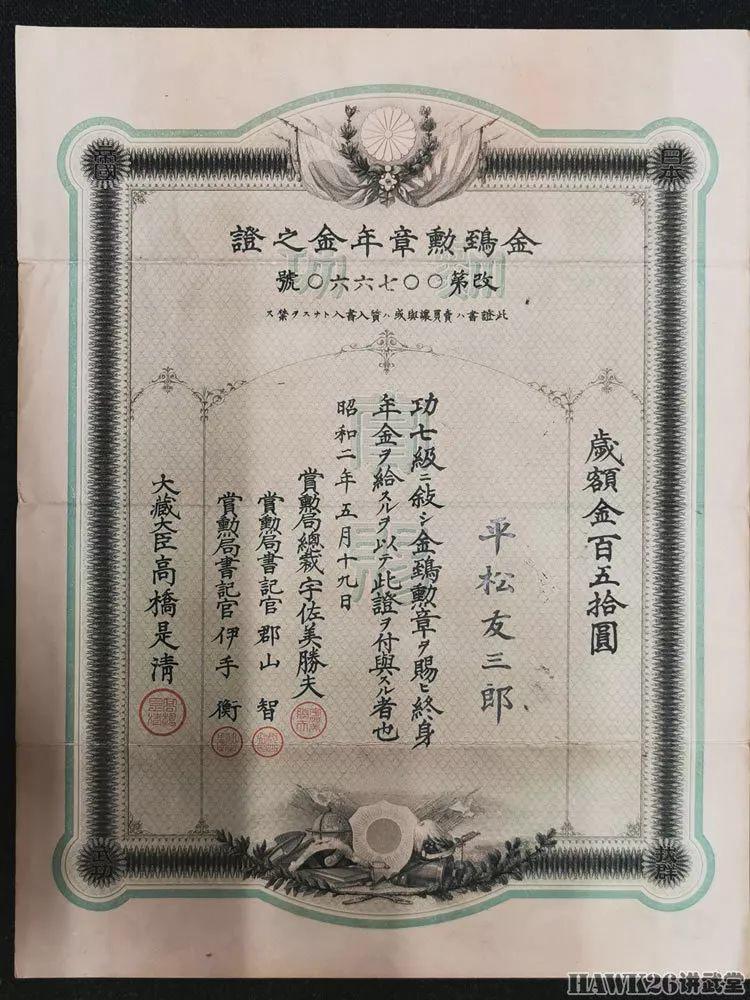 日本
帝國
金鵄勲章年金之證
改第〇〇七六六〇號
此證書ハ賣買讓與或ハ質入書入トナスヲ禁ス
歳額金百五拾圓
平松友三郎
功七級ニ敍シ金鵄勲章ヲ賜ヒ終身
年金ヲ給スルヲ以テ此證ヲ付與スル者也
昭和二年五月十九日
賞勲局總裁宇佐美勝夫
賞勲局書記官郡山智
賞勲局書記官伊手衡
大藏大臣高橋是清
武功
抜群
HAWK26讲武堂